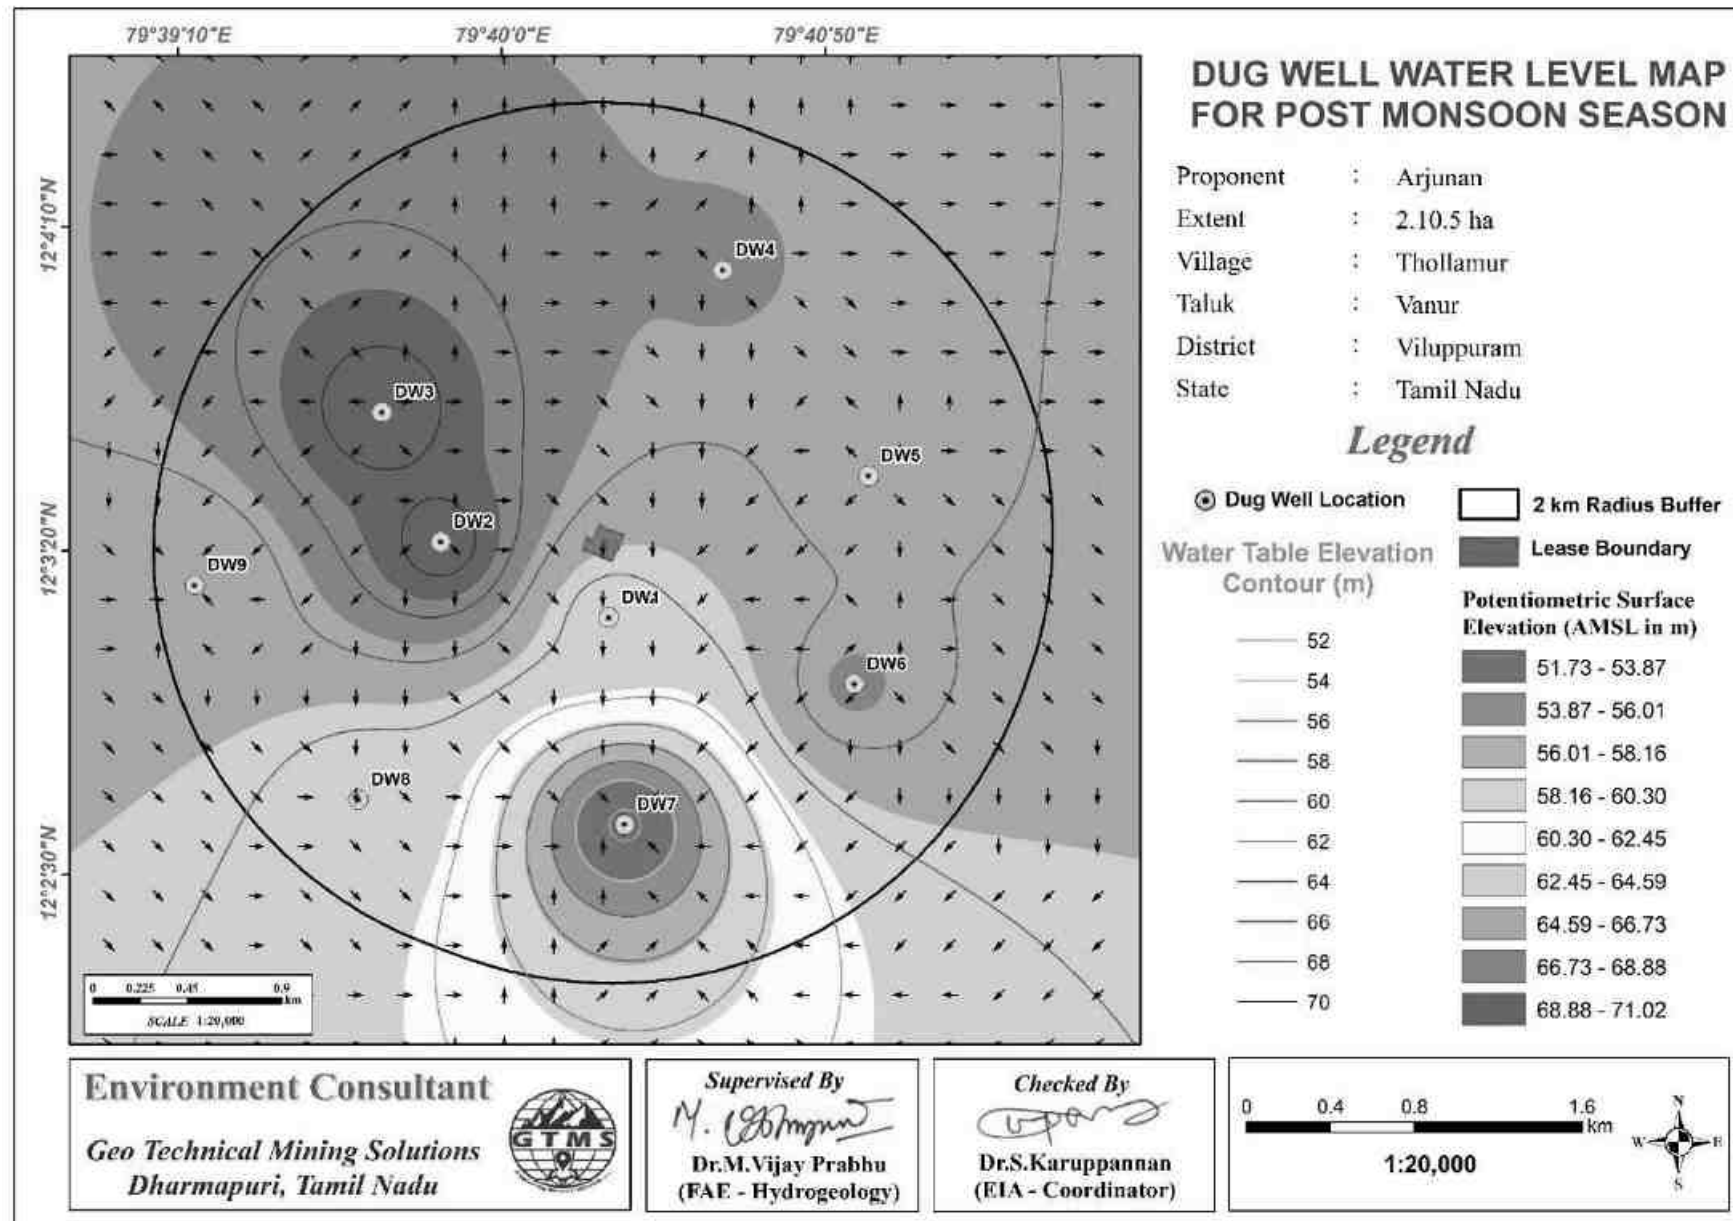 79°39'10"E
79°40'0"E
79°40'50"E
12°4'10"N
12°3'20"N
12°2'30"N
DW4
DW3
DW5
DW2
DW9
DW1
DW6
DW8
DW7
0 0.225 0.45 0.9
km
SCALE 1:20,000
DUG WELL WATER LEVEL MAP
FOR POST MONSOON SEASON
Proponent : Arjunan
Extent : 2.10.5 ha
Village : Thollamur
Taluk : Vanur
District : Viluppuram
State : Tamil Nadu
Legend
Dug Well Location
2 km Radius Buffer
Lease Boundary
Water Table Elevation
Contour (m)
52
54
56
58
60
62
64
66
68
70
Potentiometric Surface
Elevation (AMSL in m)
51.73 - 53.87
53.87 - 56.01
56.01 - 58.16
58.16 - 60.30
60.30 - 62.45
62.45 - 64.59
64.59 - 66.73
66.73 - 68.88
68.88 - 71.02
Environment Consultant
Geo Technical Mining Solutions
Dharmapuri, Tamil Nadu
GTMS
Supervised By
Dr.M.Vijay Prabhu
(FAE - Hydrogeology)
Checked By
Dr.S.Karuppannan
(EIA - Coordinator)
0 0.4 0.8 1.6
km
1:20,000
N
W E
S